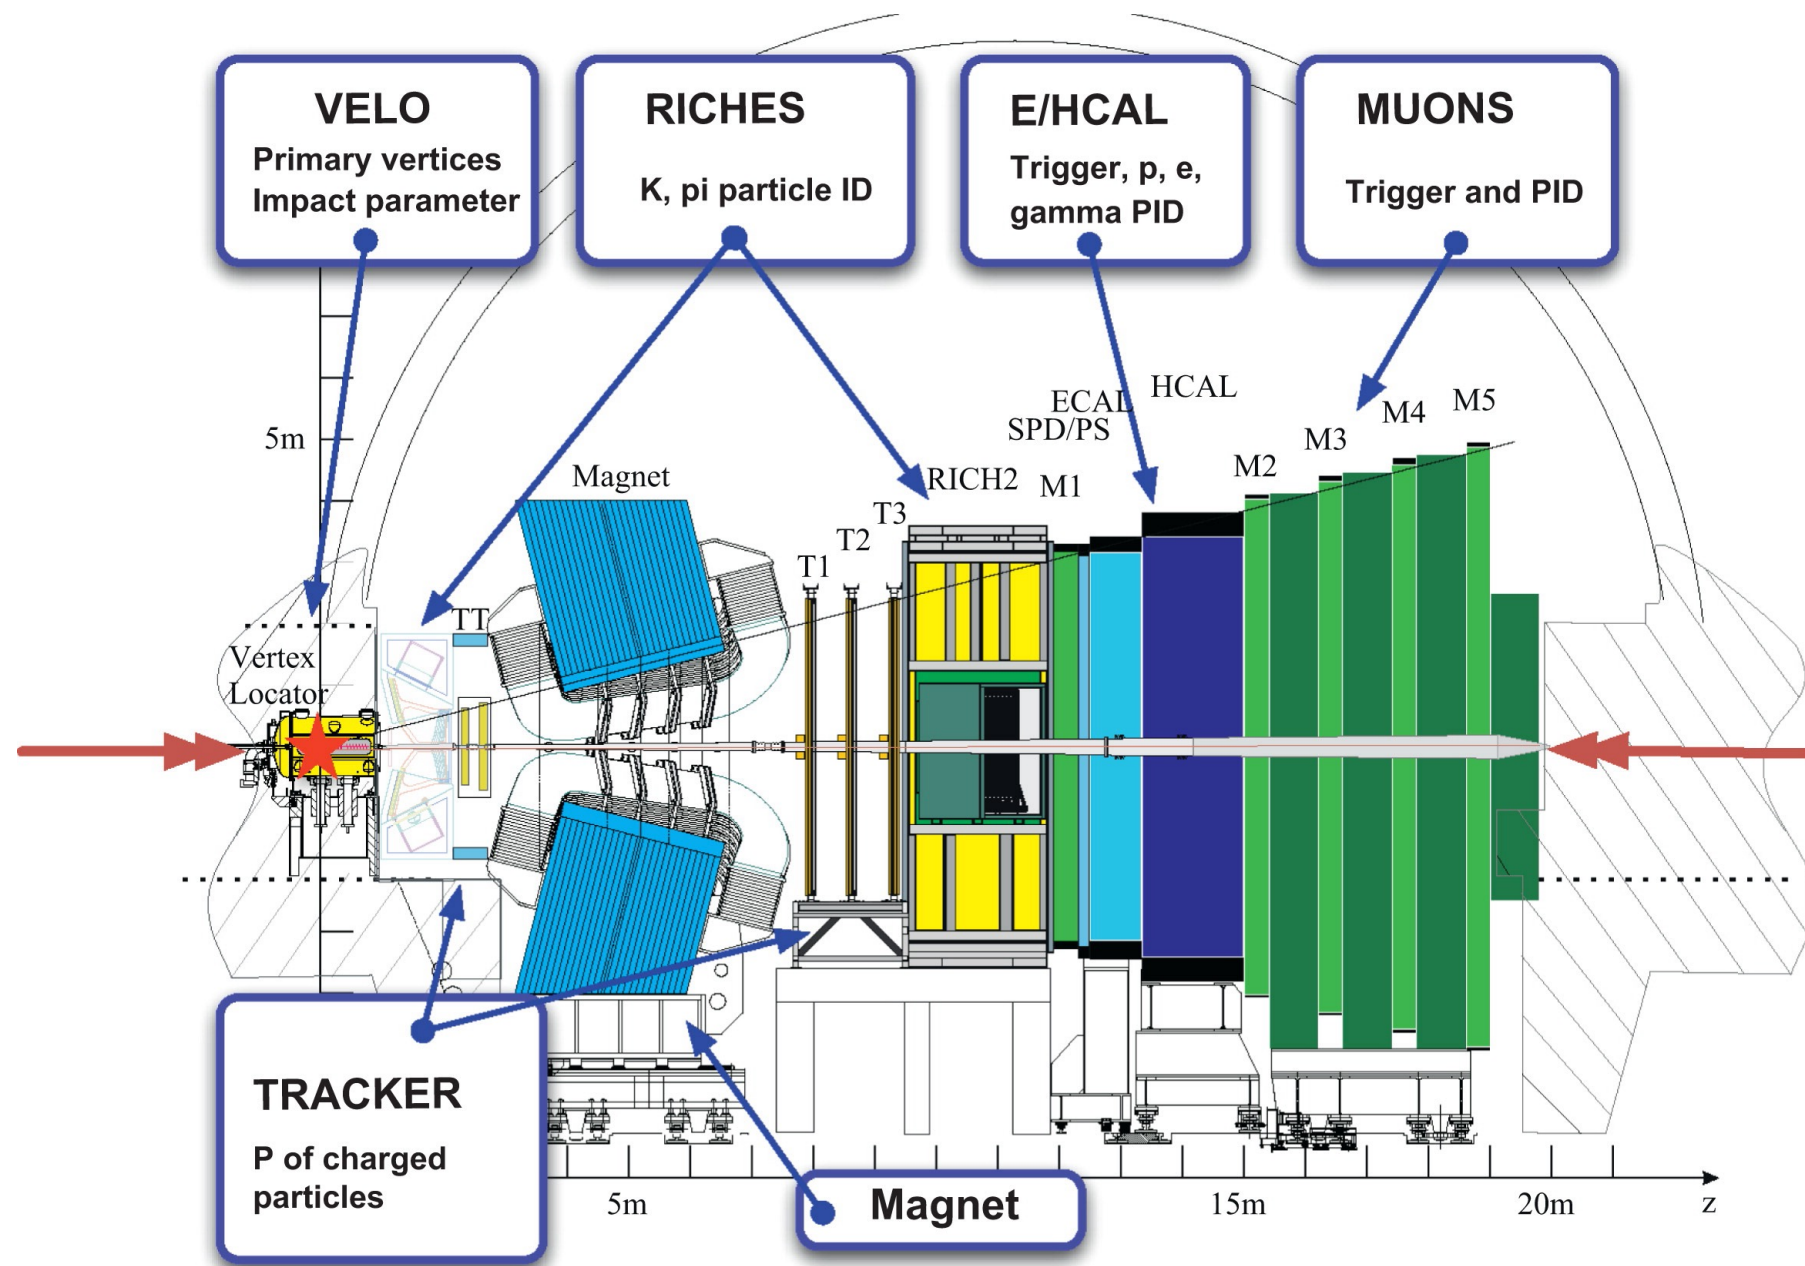 VELO
Primary vertices
Impact parameter
RICHES
K, pi particle ID
E/HCAL
Trigger, p, e,
gamma PID
MUONS
Trigger and PID
5m
Magnet
Vertex
Locator
TT
T1
T2
T3
RICH2
M1
SPD/PS
ECAL
HCAL
M2
M3
M4
M5
TRACKER
P of charged
particles
Magnet
5m
15m
20m
z